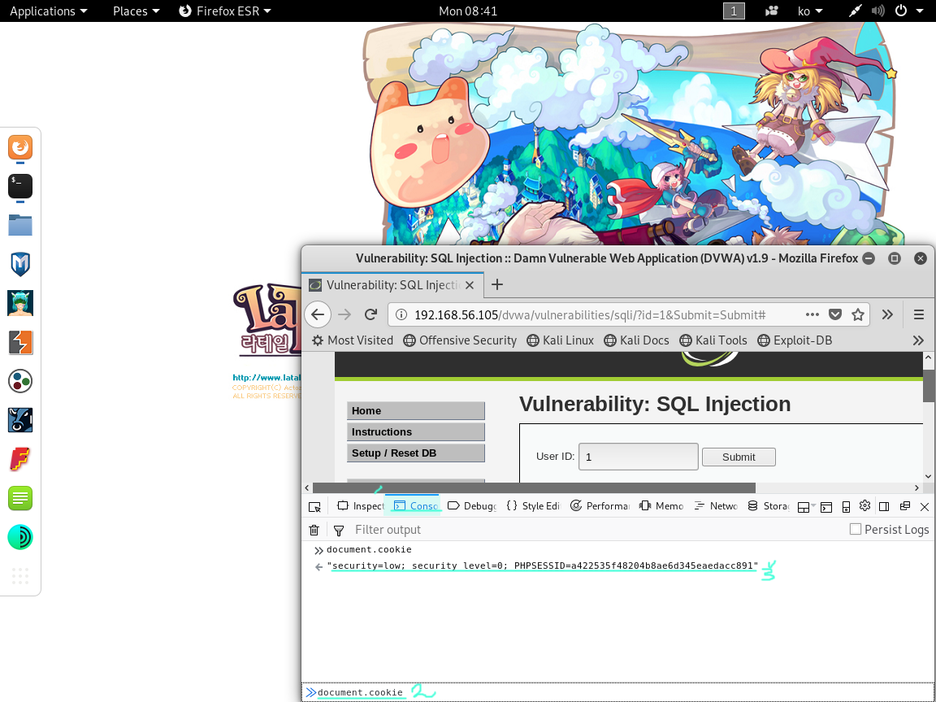 Applications Places Firefox ESR Mon 08:41 1 ko
라테일
http://www.latal
COPYRIGHT(C) Acto
ALL RIGHTS RESERVE
Vulnerability: SQL Injection :: Damn Vulnerable Web Application (DVWA) v1.9 - Mozilla Firefox
Vulnerability: SQL Injecti
192.168.56.105/dvwa/vulnerabilities/sqli/?id=1&Submit=Submit#
Most Visited Offensive Security Kali Linux Kali Docs Kali Tools Exploit-DB
Vulnerability: SQL Injection
Home
Instructions
Setup / Reset DB
User ID: 1 Submit
Inspect Conso Debugg Style Edi Performa Memo Netwo Stora
Filter output Persist Logs
document.cookie
"security=low; security_level=0; PHPSESSID=a422535f48204b8ae6d345eaedacc891" 3
document.cookie 2